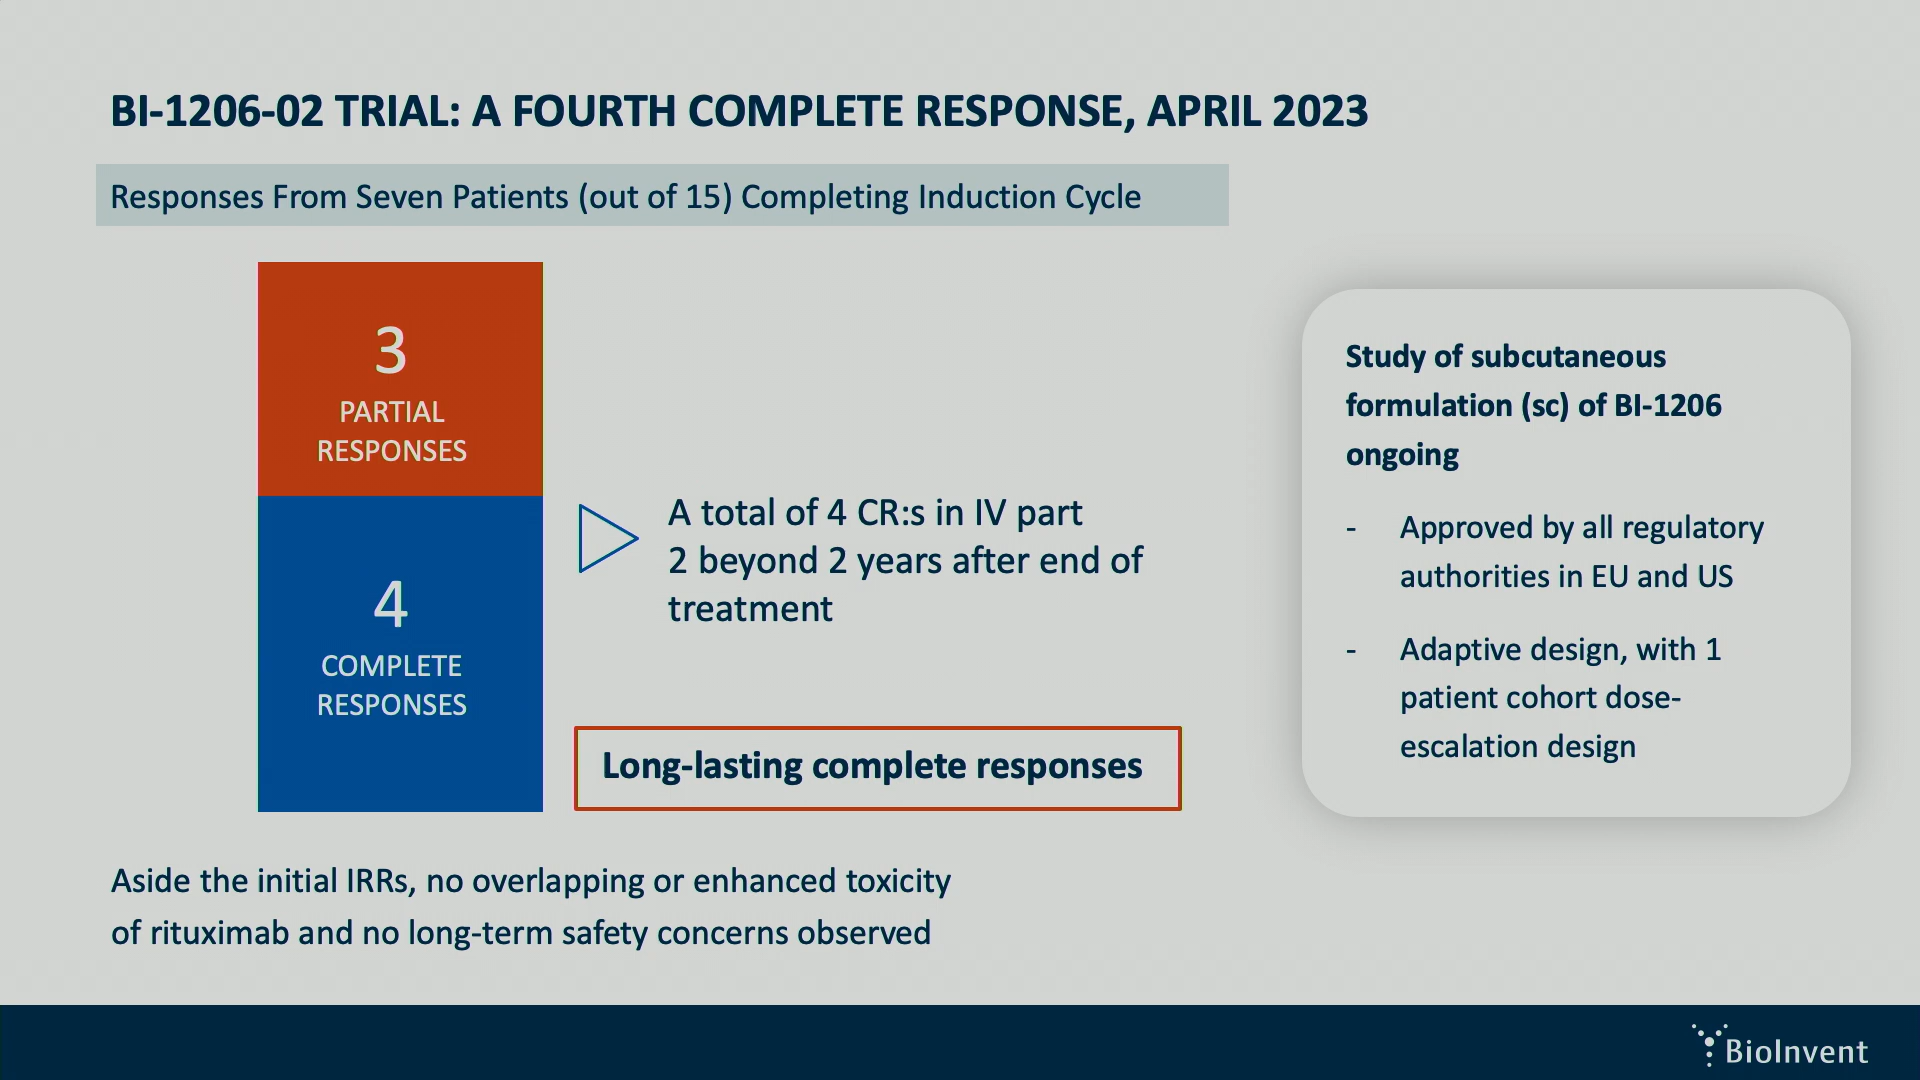 BI-1206-02 TRIAL: A FOURTH COMPLETE RESPONSE, APRIL 2023
Responses From Seven Patients (out of 15) Completing Induction Cycle
3
PARTIAL
RESPONSES
4
COMPLETE
RESPONSES
A total of 4 CR:s in IV part
2 beyond 2 years after end of
treatment
Long-lasting complete responses
Study of subcutaneous
formulation (sc) of BI-1206
ongoing
- Approved by all regulatory
authorities in EU and US
- Adaptive design, with 1
patient cohort dose-
escalation design
Aside the initial IRRs, no overlapping or enhanced toxicity
of rituximab and no long-term safety concerns observed
BioInvent